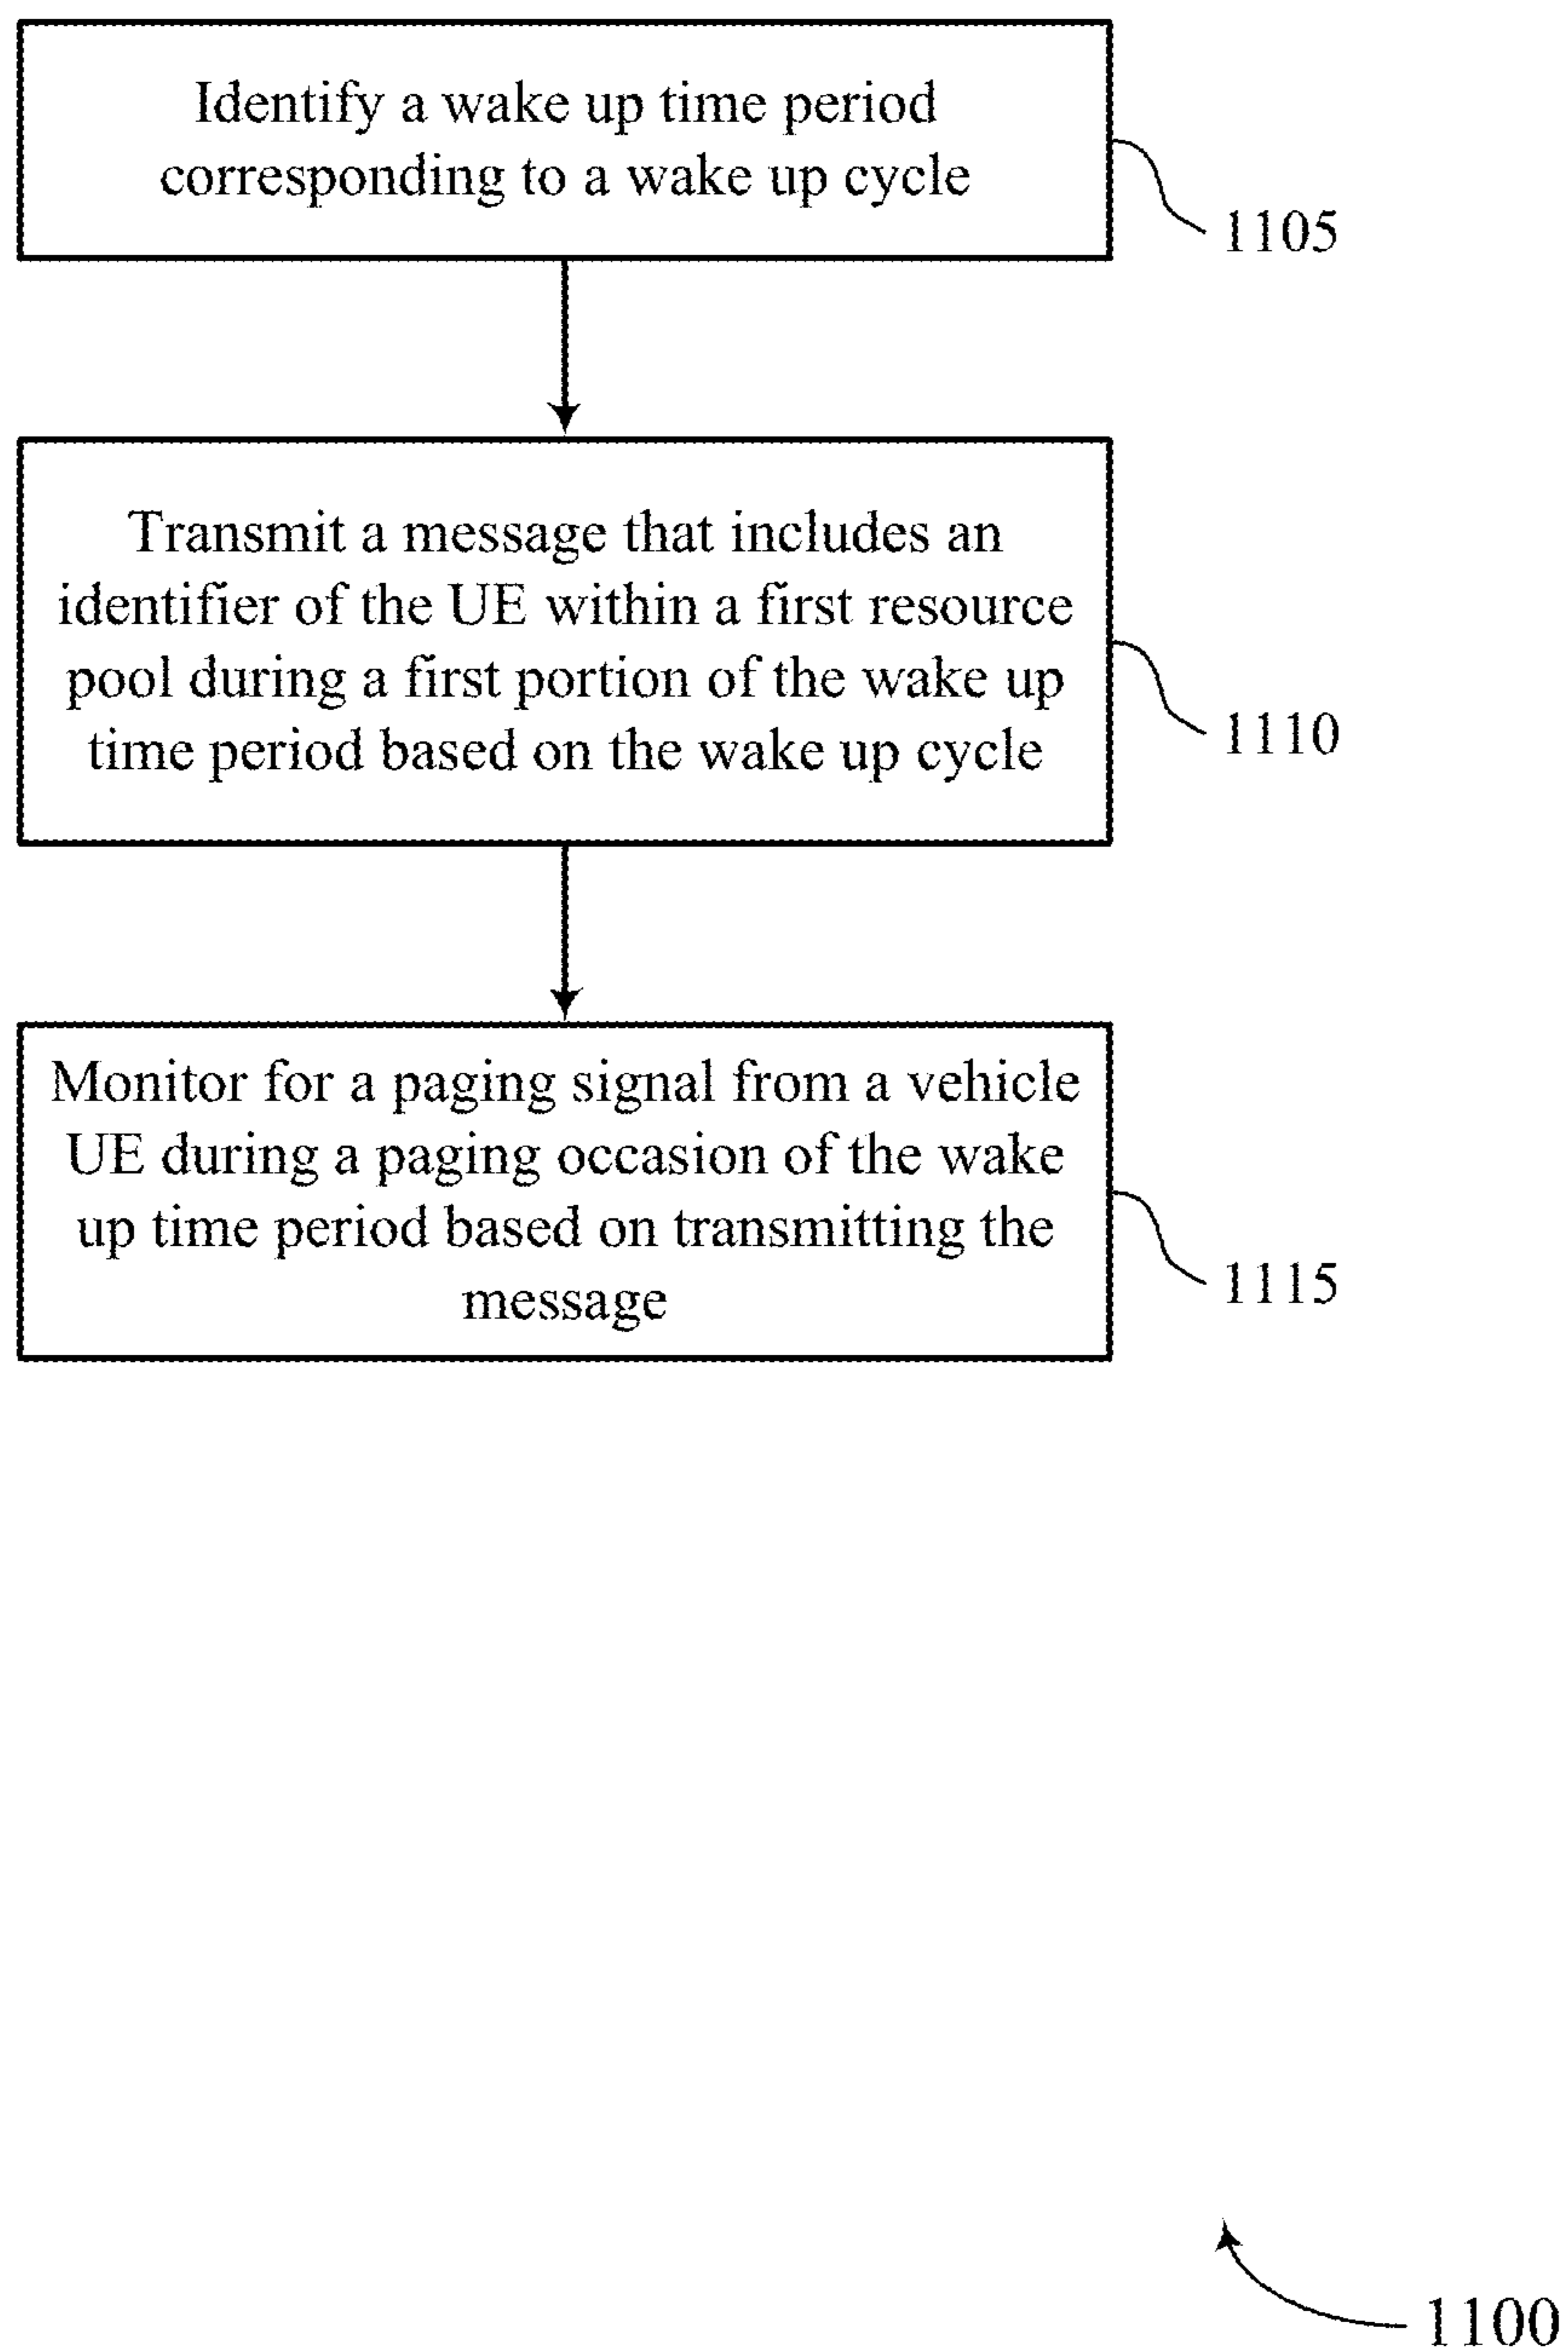 Identify a wake up time period
corresponding to a wake up cycle
1105
Transmit a message that includes an
identifier of the UE within a first resource
pool during a first portion of the wake up
time period based on the wake up cycle
1110
Monitor for a paging signal from a vehicle
UE during a paging occasion of the wake
up time period based on transmitting the
message
1115
1100